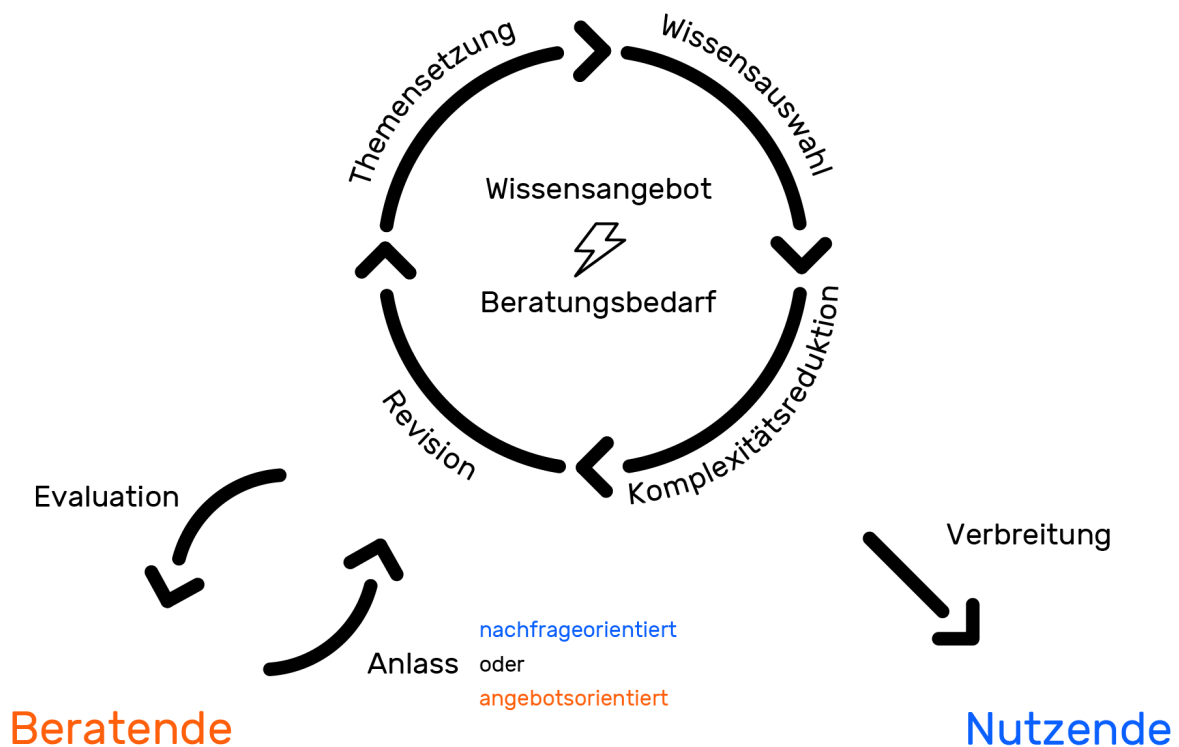 Themensetzung
Wissensauswahl
Wissensangebot
Beratungsbedarf
Komplexitätsreduktion
Revision
Evaluation
Verbreitung
nachfrageorientiert
Anlass oder
angebotsorientiert
Beratende
Nutzende